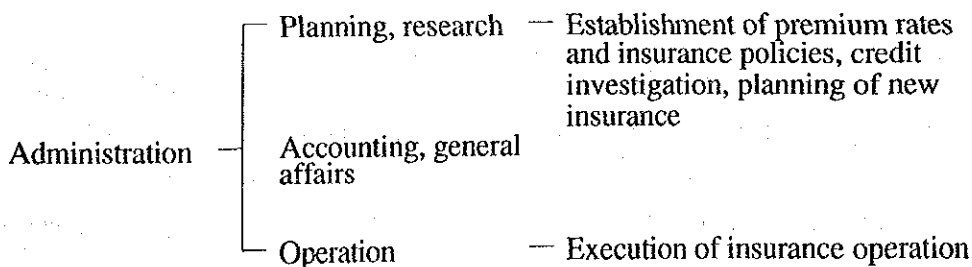 Planning, research — Establishment of premium rates
and insurance policies, credit
investigation, planning of new
insurance
Administration — Accounting, general
affairs
Operation — Execution of insurance operation